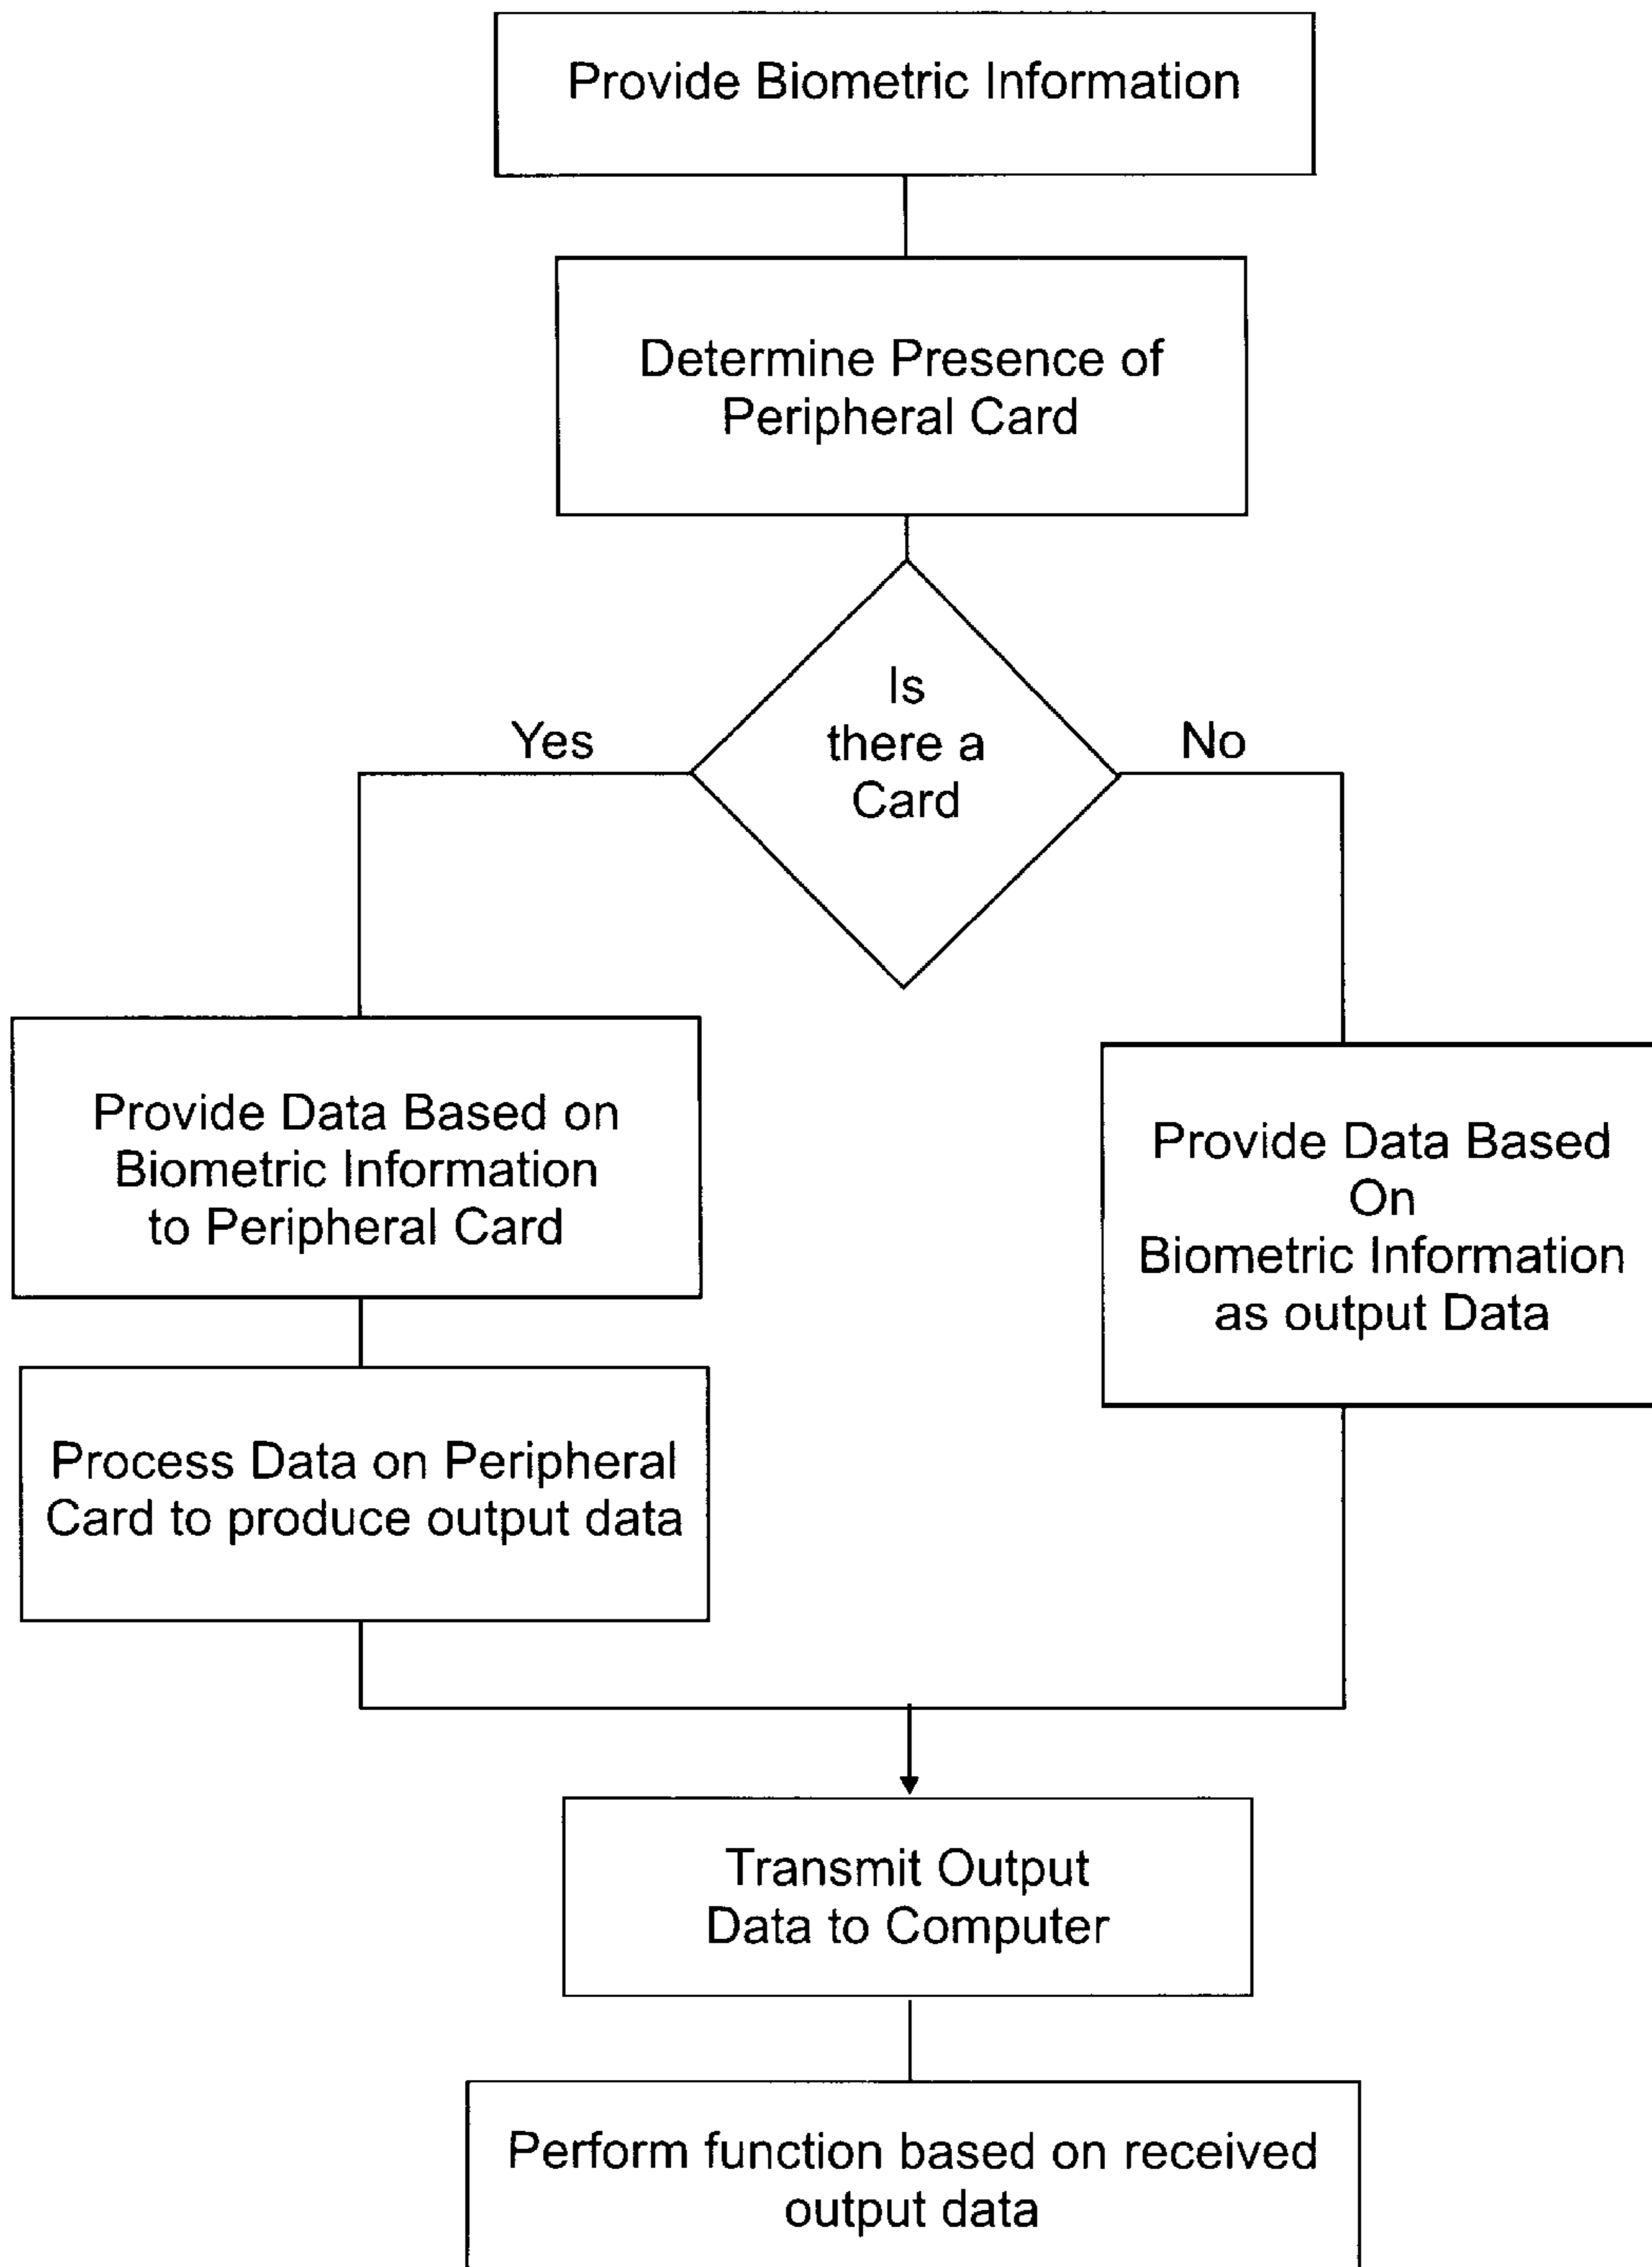 Provide Biometric Information
Determine Presence of
Peripheral Card
Is
there a
Card
Yes
No
Provide Data Based on
Biometric Information
to Peripheral Card
Provide Data Based
On
Biometric Information
as output Data
Process Data on Peripheral
Card to produce output data
Transmit Output
Data to Computer
Perform function based on received
output data